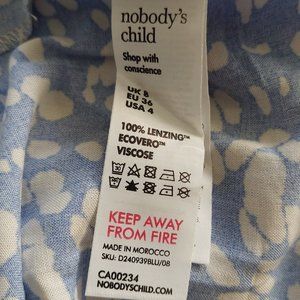 nobody's
child
Shop with
conscience
UK 8
EU 36
USA 4
100% LENZING™
ECOVERO™
VISCOSE
KEEP AWAY
FROM FIRE
MADE IN MOROCCO
SKU: D240939BLU/08
CA00234
NOBODYSCHILD.COM